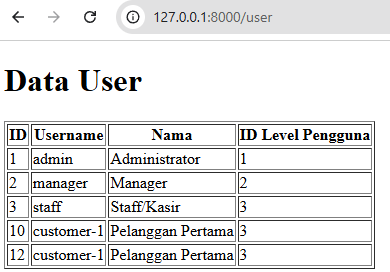 127.0.0.1:8000/user
Data User
ID Username Nama ID Level Pengguna
1 admin Administrator 1
2 manager Manager 2
3 staff Staff/Kasir 3
10 customer-1 Pelanggan Pertama 3
12 customer-1 Pelanggan Pertama 3